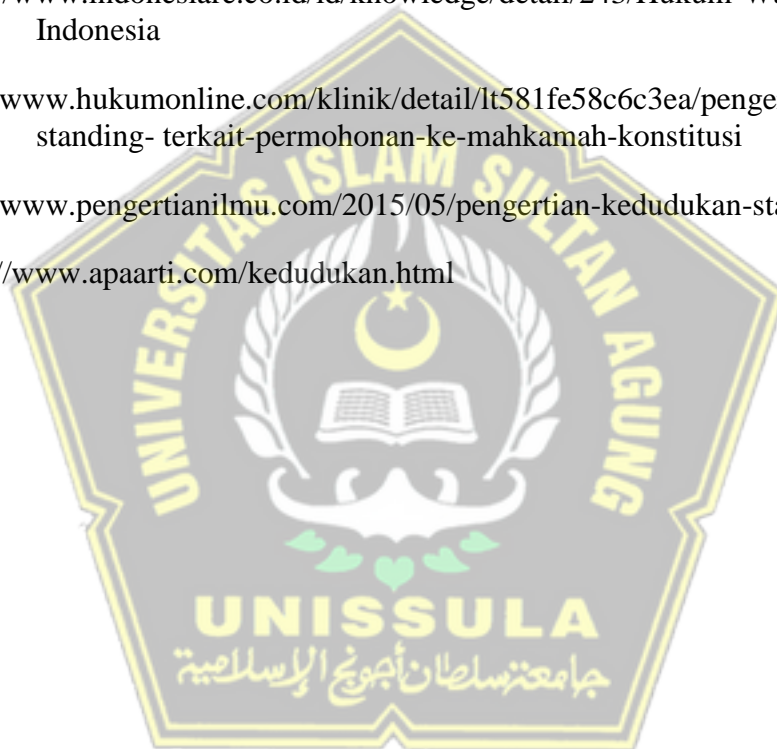 Indonesia
www.hukumonline.com/klinik/detail/lt581fe58c6c3ea/penge
standing- terkait-permohonan-ke-mahkamah-konstitusi
www.pengertianilmu.com/2015/05/pengertian-kedudukan-sta
//www.apaarti.com/kedudukan.html
UNIVERSITAS ISLAM SULTAN AGUNG
UNISSULA
جامعة سلطان أجونج الإسلامية